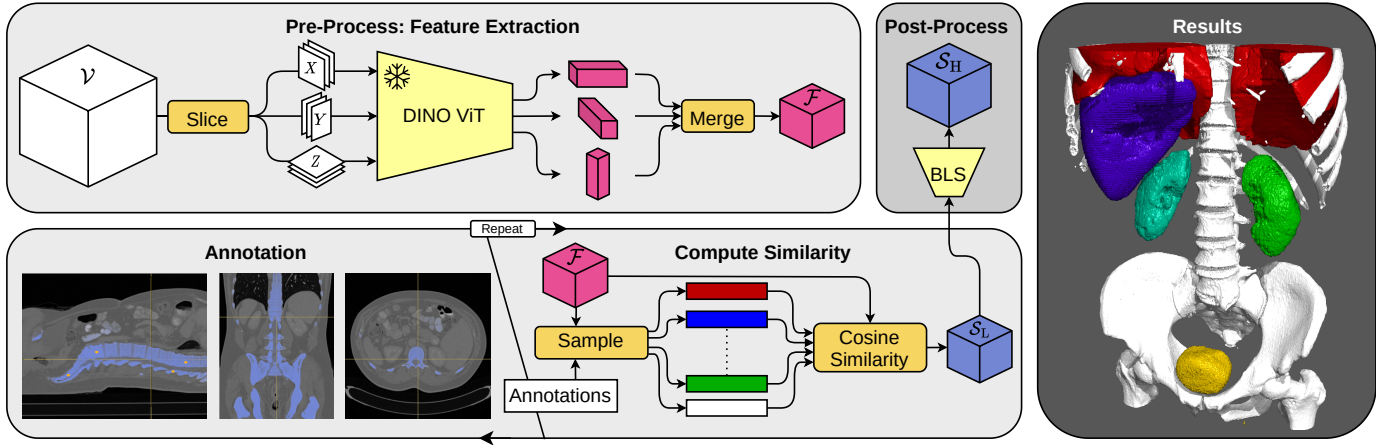 Pre-Process: Feature Extraction
𝒱
Slice
X
Y
Z
DINO ViT
Merge
ℱ
Post-Process
𝒮H
BLS
Results
Repeat
Annotation
Compute Similarity
ℱ
Sample
Annotations
Cosine
Similarity
𝒮L